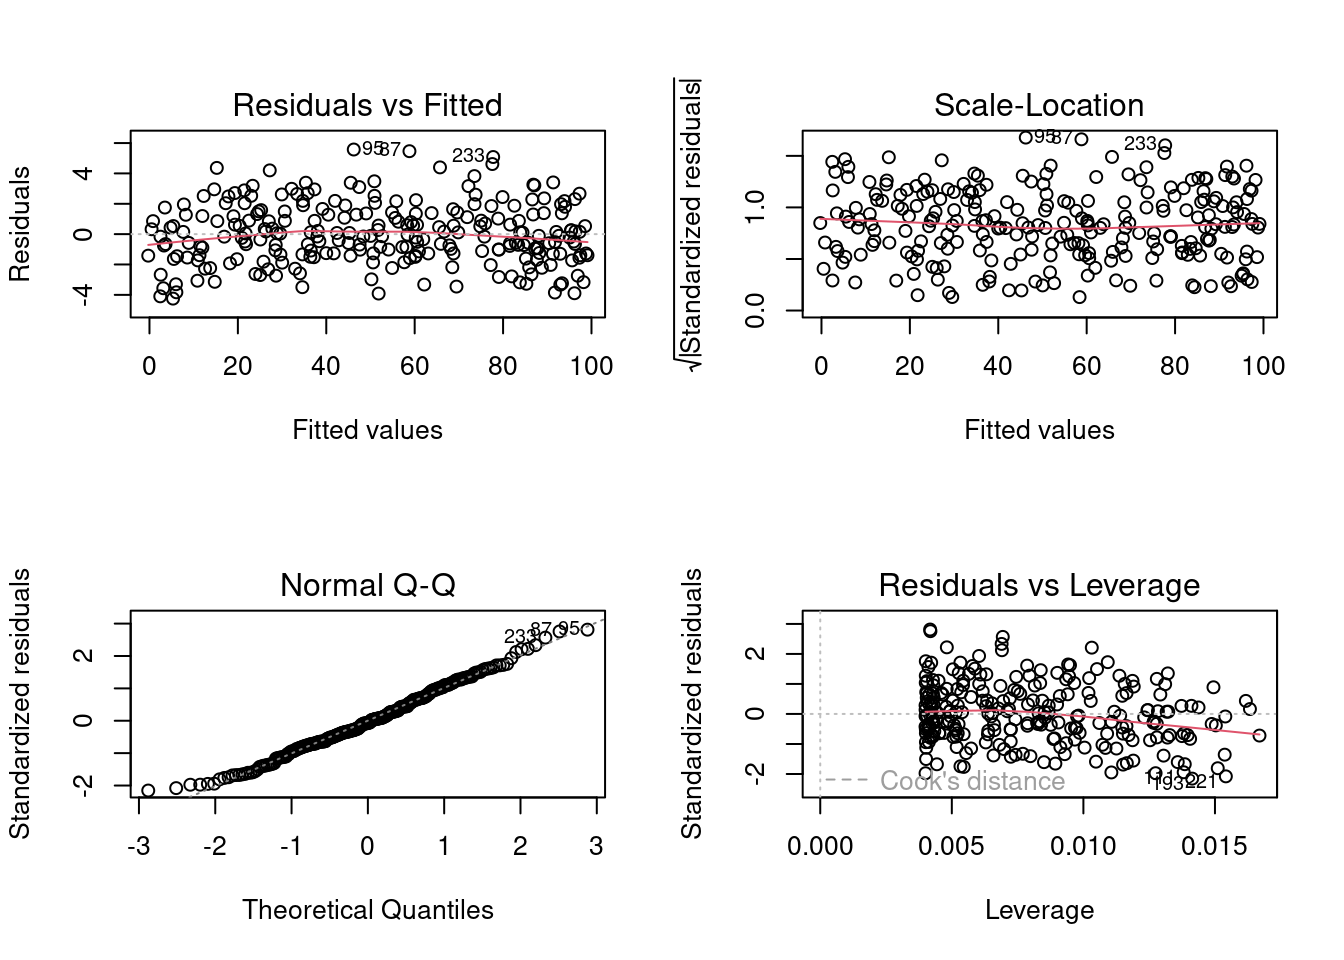 Residuals vs Fitted
Residuals
4
0
-4
95
87
233
0 20 40 60 80 100
Fitted values
Scale-Location
√|Standardized residuals|
1.0
0.0
95
87
233
0 20 40 60 80 100
Fitted values
Normal Q-Q
Standardized residuals
2
0
-2
233
87
95
-3 -2 -1 0 1 2 3
Theoretical Quantiles
Residuals vs Leverage
Standardized residuals
2
0
-2
Cook's distance
193
221
0.000 0.005 0.010 0.015
Leverage